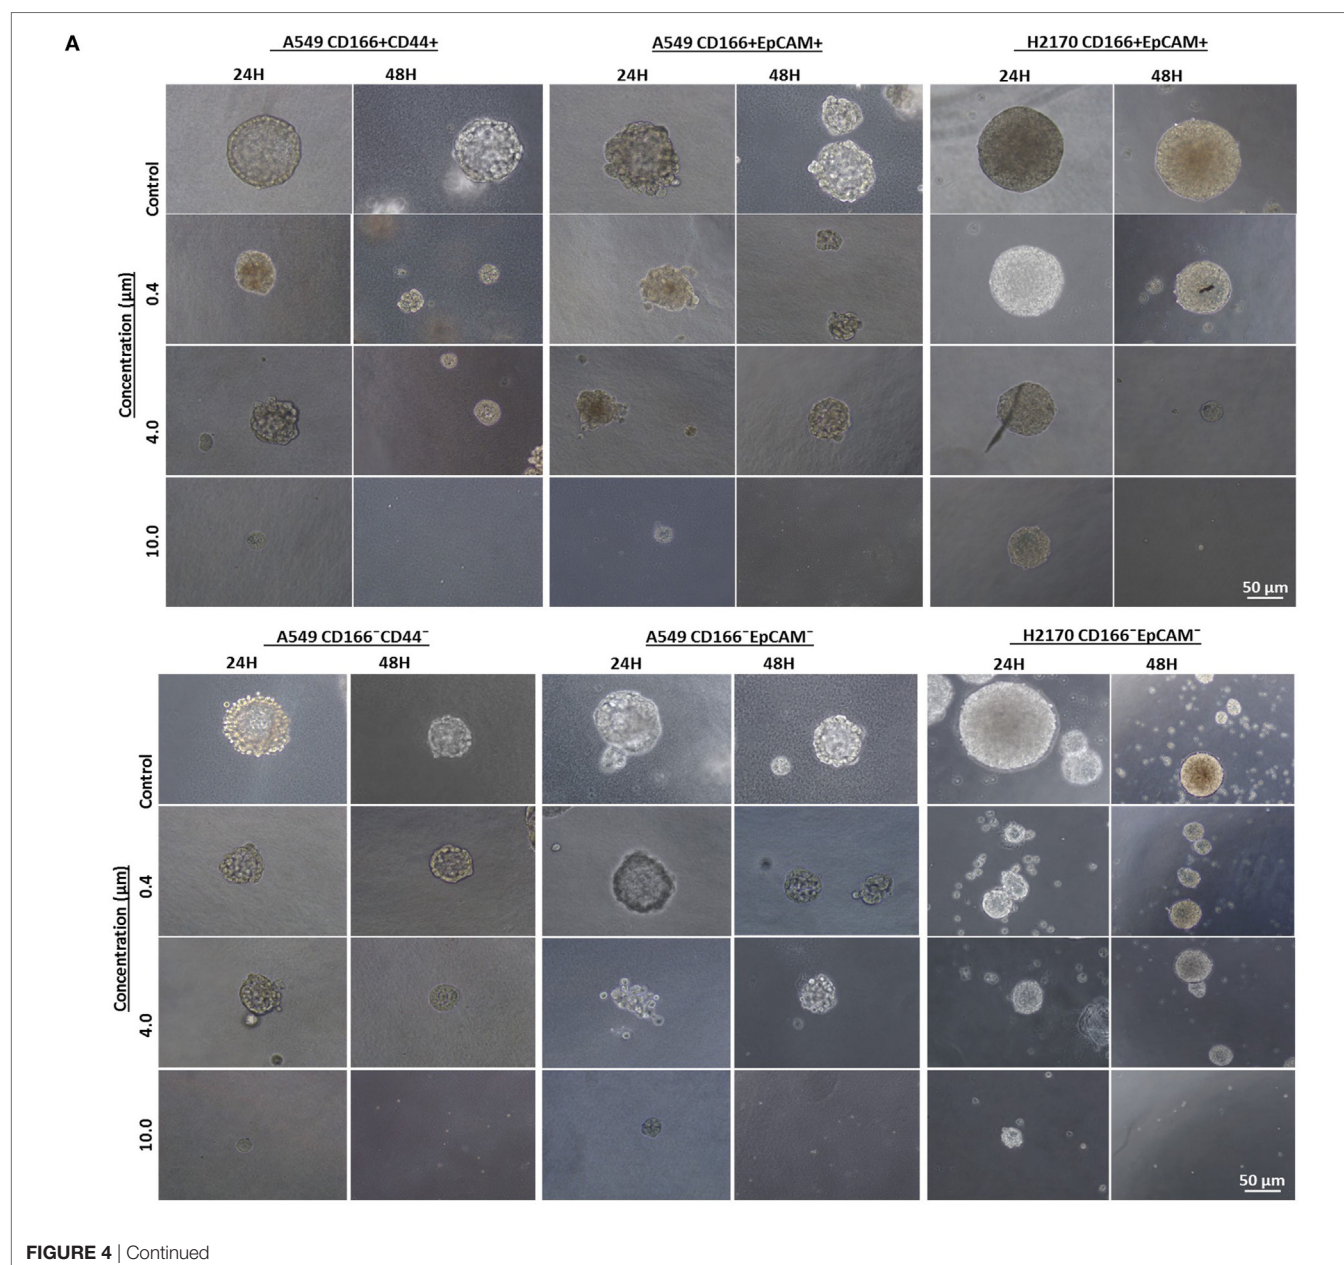 A
A549 CD166+CD44+ A549 CD166+EpCAM+ H2170 CD166+EpCAM+
24H 48H 24H 48H 24H 48H
Control
Concentration (μm)
0.4
4.0
10.0
50 μm
A549 CD166⁻CD44⁻ A549 CD166⁻EpCAM⁻ H2170 CD166⁻EpCAM⁻
24H 48H 24H 48H 24H 48H
Control
Concentration (μm)
0.4
4.0
10.0
50 μm
FIGURE 4 | Continued